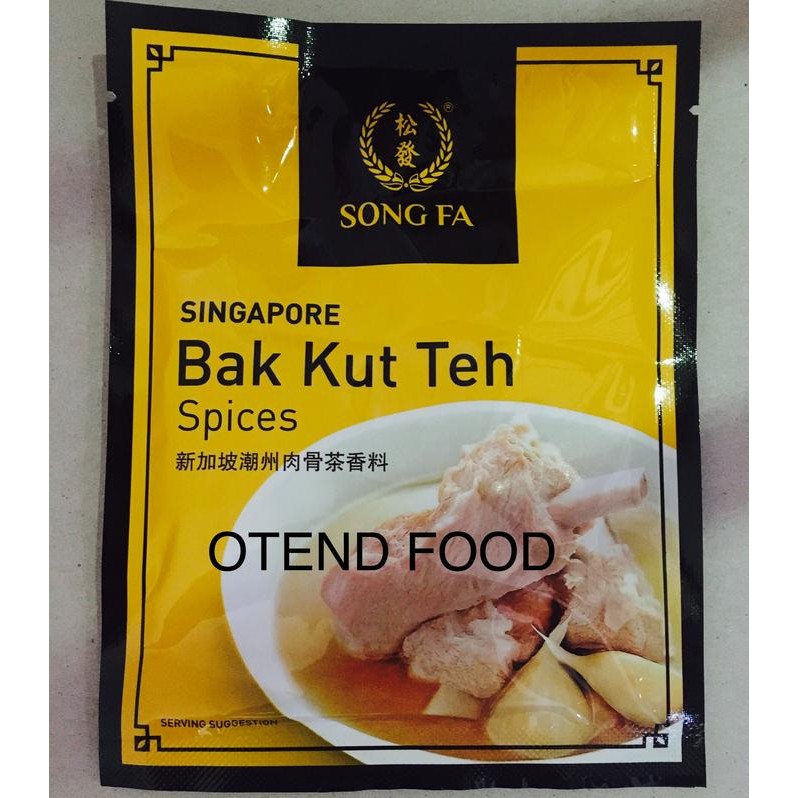 松
發
®
SONG FA
SINGAPORE
Bak Kut Teh
Spices
新加坡潮州肉骨茶香料
OTEND FOOD
SERVING SUGGESTION